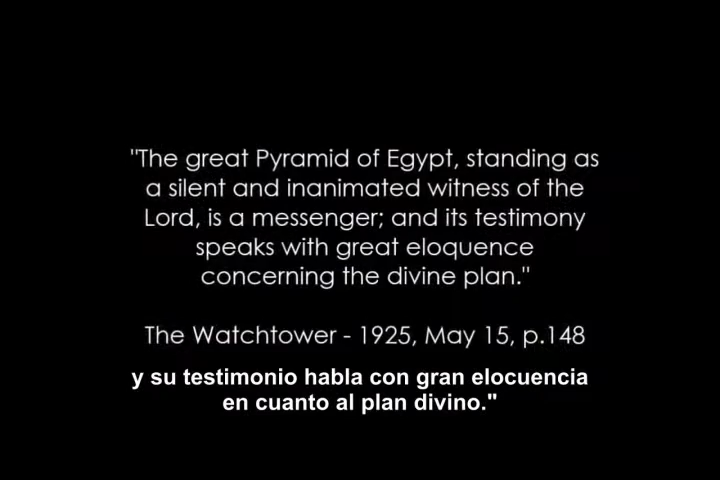 "The great Pyramid of Egypt, standing as
a silent and inanimated witness of the
Lord, is a messenger; and its testimony
speaks with great eloquence
concerning the divine plan."
The Watchtower - 1925, May 15, p.148
y su testimonio habla con gran elocuencia
en cuanto al plan divino."